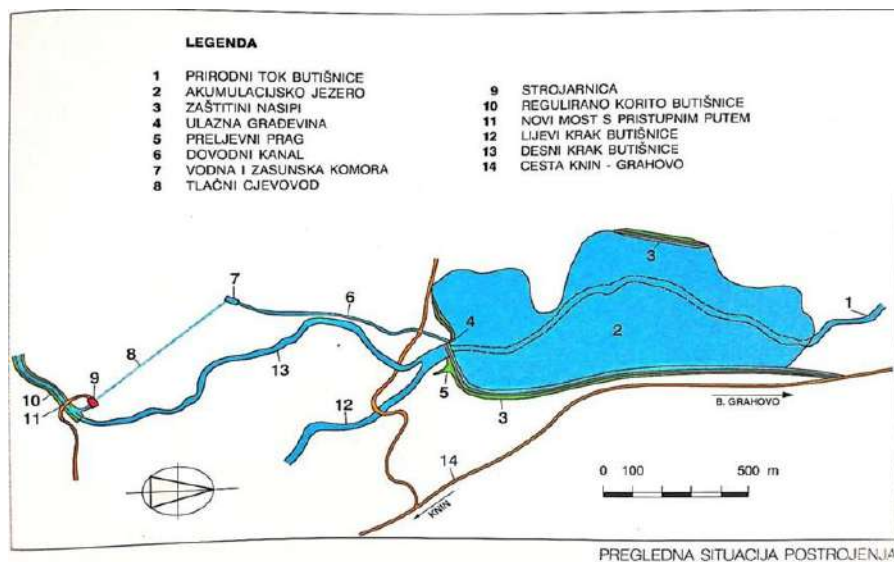 LEGENDA
1 PRIRODNI TOK BUTIŠNICE
2 AKUMULACIJSKO JEZERO
3 ZAŠTITINI NASIPI
4 ULAZNA GRAĐEVINA
5 PRELJEVNI PRAG
6 DOVODNI KANAL
7 VODNA I ZASUNSKA KOMORA
8 TLAČNI CJEVOVOD
9 STROJARNICA
10 REGULIRANO KORITO BUTIŠNICE
11 NOVI MOST S PRISTUPNIM PUTEM
12 LIJEVI KRAK BUTIŠNICE
13 DESNI KRAK BUTIŠNICE
14 CESTA KNIN - GRAHOVO
3
7
6
4
1
2
8
13
9
10
11
5
3
12
B. GRAHOVO
14
KNIN
0 100 500 m
PREGLEDNA SITUACIJA POSTROJENJA